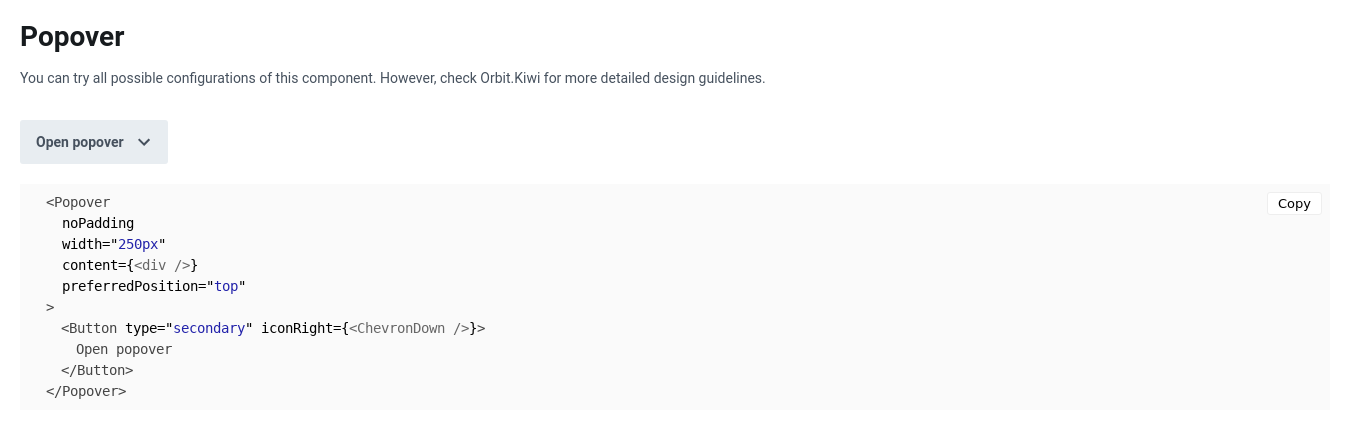 Popover
You can try all possible configurations of this component. However, check Orbit.Kiwi for more detailed design guidelines.
Open popover
Copy
<Popover
  noPadding
  width="250px"
  content={<div />}
  preferredPosition="top"
>
  <Button type="secondary" iconRight={<ChevronDown />}>
    Open popover
  </Button>
</Popover>